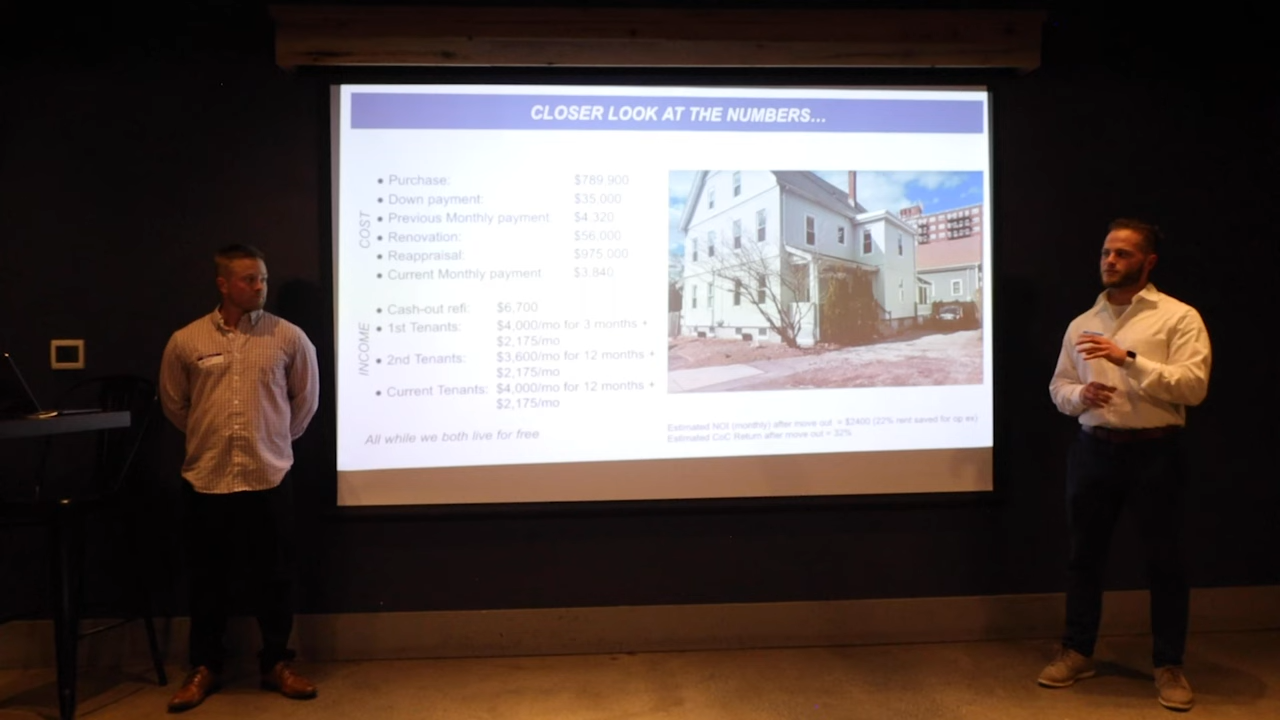 CLOSER LOOK AT THE NUMBERS...
COST
• Purchase: $789,900
• Down payment: $35,000
• Previous Monthly payment $4,320
• Renovation: $56,000
• Reappraisal: $975,000
• Current Monthly payment $3,840
INCOME
• Cash-out refi: $6,700
• 1st Tenants: $4,000/mo for 3 months +
$2,175/mo
• 2nd Tenants: $3,600/mo for 12 months +
$2,175/mo
• Current Tenants: $4,000/mo for 12 months +
$2,175/mo
All while we both live for free
Estimated NOI (monthly) after move out = $2400 (22% rent saved for op ex)
Estimated CoC Return after move out = 32%